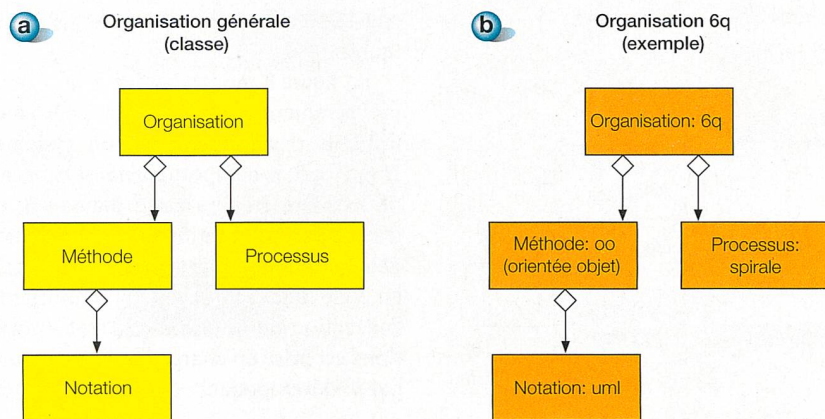 a
Organisation générale
(classe)
Organisation
Méthode
Processus
Notation
b
Organisation 6q
(exemple)
Organisation: 6q
Méthode: oo
(orientée objet)
Processus:
spirale
Notation: uml